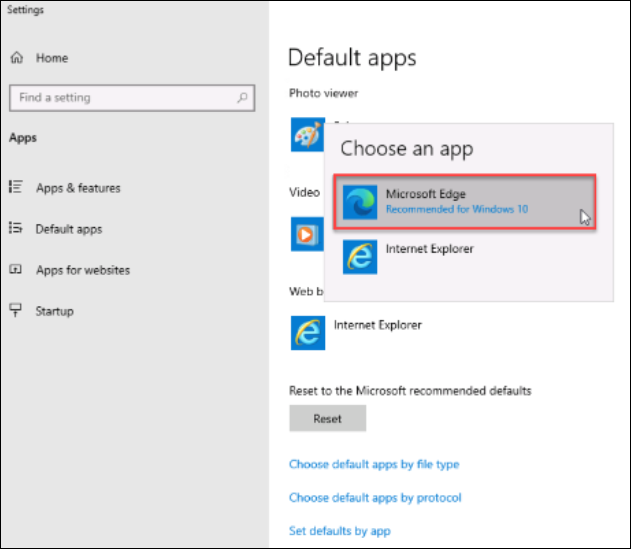 Settings
Home
Find a setting
Apps
Apps & features
Default apps
Apps for websites
Startup
Default apps
Photo viewer
Choose an app
Microsoft Edge
Recommended for Windows 10
Internet Explorer
Video
Web b
Internet Explorer
Reset to the Microsoft recommended defaults
Reset
Choose default apps by file type
Choose default apps by protocol
Set defaults by app